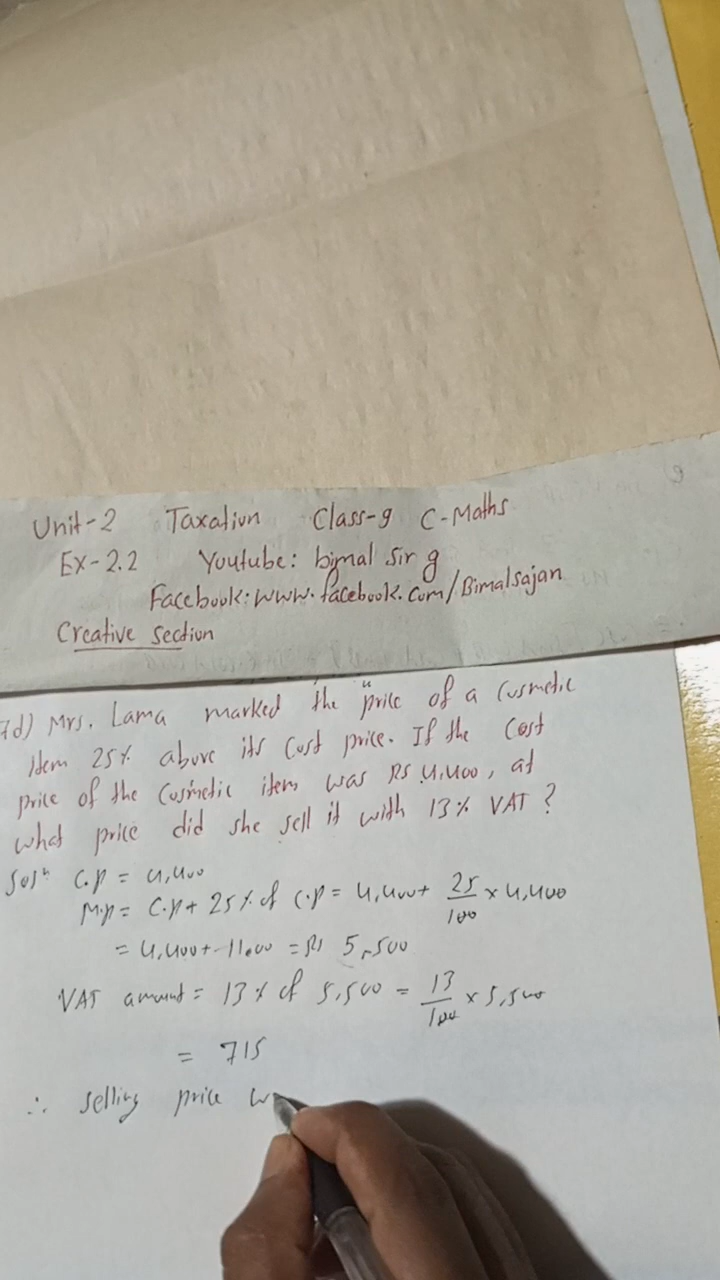 Unit-2 Taxation Class-9 C-Maths
Ex-2.2 Youtube: bimal sir g
Facebook: www.facebook.com/Bimalsajan
Creative section
7d) Mrs. Lama marked the price of a cosmetic
item 25% above its cost price. If the cost
price of the cosmetic item was Rs 4,400, at
what price did she sell it with 13% VAT ?
Solⁿ C.p = 4,400
M.p = C.p + 25% of C.p = 4,400 + 25/100 × 4,400
= 4,400 + 11.00 = Rs 5,500
VAT amount = 13% of 5,500 = 13/100 × 5,500
= 715
∴ selling price w